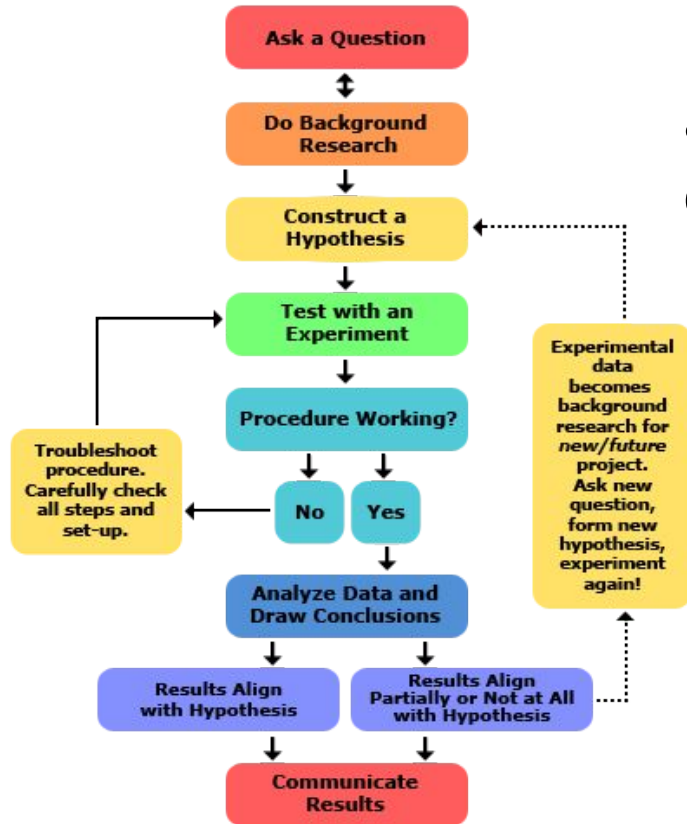 Ask a Question
Do Background
Research
Construct a
Hypothesis
Test with an
Experiment
Procedure Working?
No
Yes
Troubleshoot
procedure.
Carefully check
all steps and
set-up.
Experimental
data
becomes
background
research for
new/future
project.
Ask new
question,
form new
hypothesis,
experiment
again!
Analyze Data and
Draw Conclusions
Results Align
with Hypothesis
Results Align
Partially or Not at All
with Hypothesis
Communicate
Results